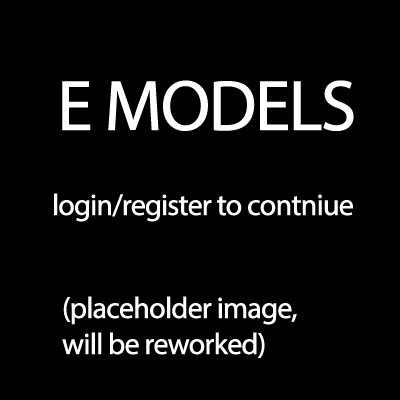 E MODELS
login/register to contniue
(placeholder image,
will be reworked)